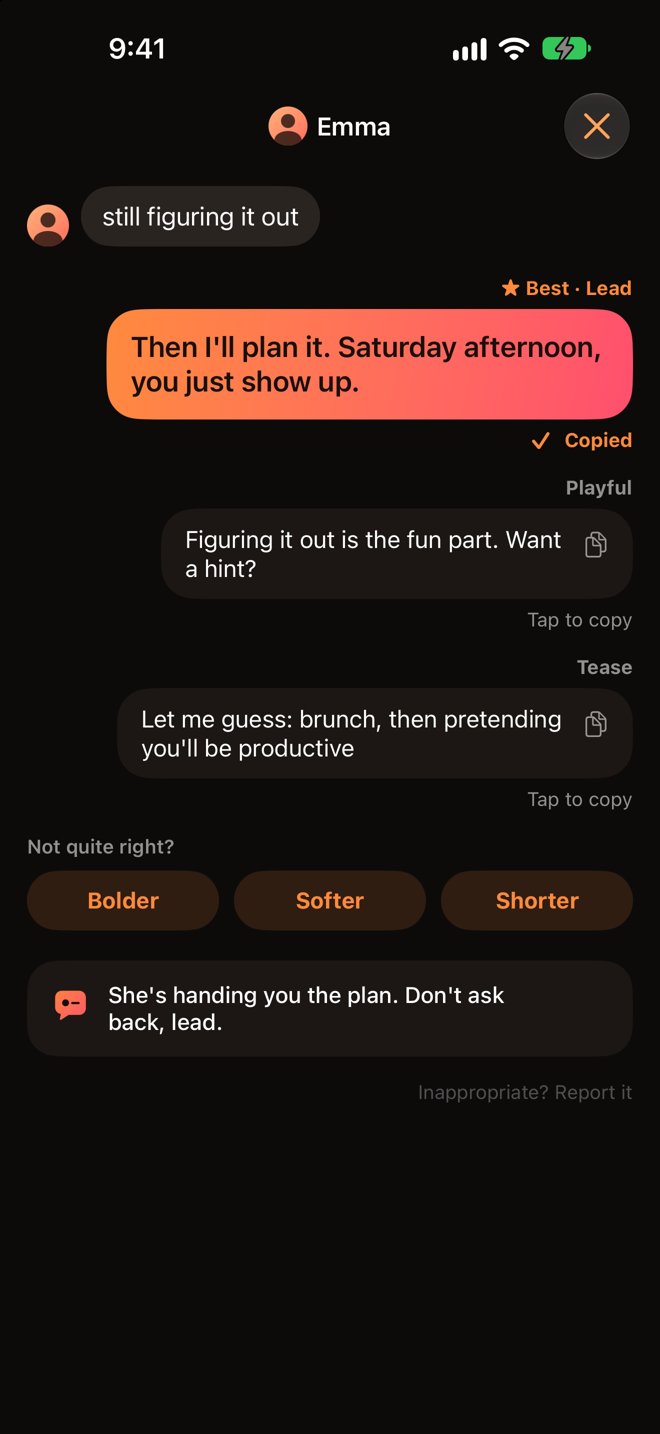 9:41
Emma
still figuring it out
Best · Lead
Then I'll plan it. Saturday afternoon,
you just show up.
Copied
Playful
Figuring it out is the fun part. Want
a hint?
Tap to copy
Tease
Let me guess: brunch, then pretending
you'll be productive
Tap to copy
Not quite right?
Bolder
Softer
Shorter
She's handing you the plan. Don't ask
back, lead.
Inappropriate? Report it